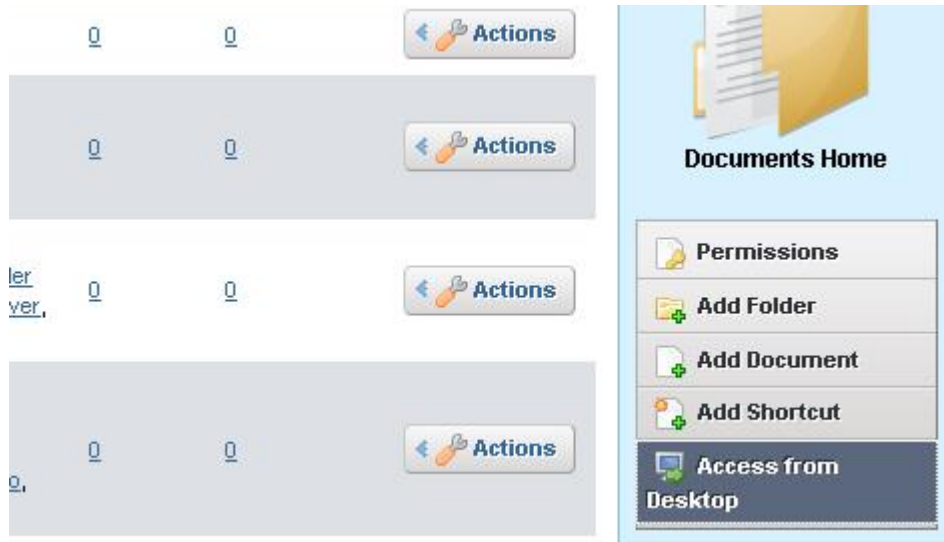 0 0 Actions
0 0 Actions
ler
ver,
0 0 Actions
0 0 Actions
o,
Documents Home
Permissions
Add Folder
Add Document
Add Shortcut
Access from
Desktop